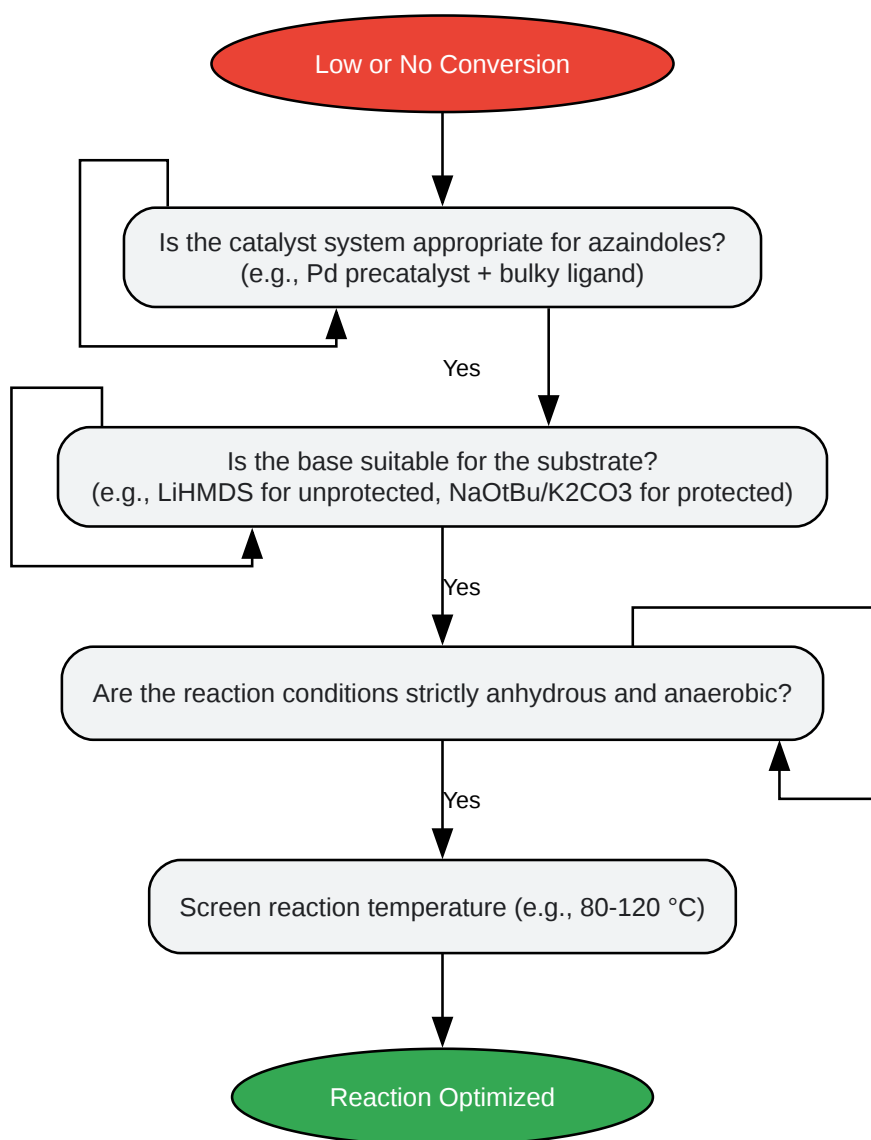 Low or No Conversion
Is the catalyst system appropriate for azaindoles?
(e.g., Pd precatalyst + bulky ligand)
Yes
Is the base suitable for the substrate?
(e.g., LiHMDS for unprotected, NaOtBu/K2CO3 for protected)
Yes
Are the reaction conditions strictly anhydrous and anaerobic?
Yes
Screen reaction temperature (e.g., 80-120 °C)
Reaction Optimized